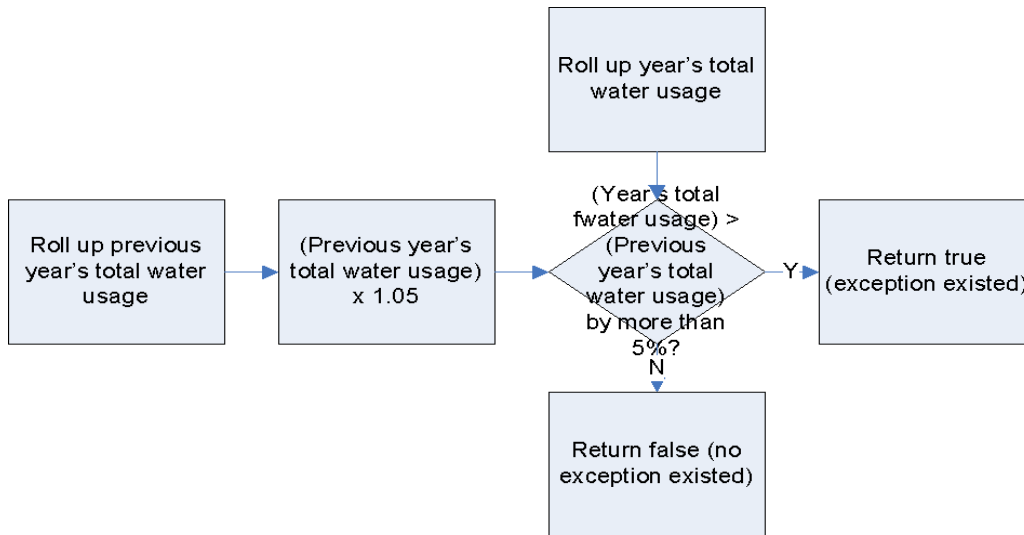 Roll up year's total
water usage
Roll up previous
year's total water
usage
(Previous year's
total water usage)
x 1.05
(Year's total
fwater usage) >
(Previous
year's total
water usage)
by more than
5%?
Y
Return true
(exception existed)
N
Return false (no
exception existed)